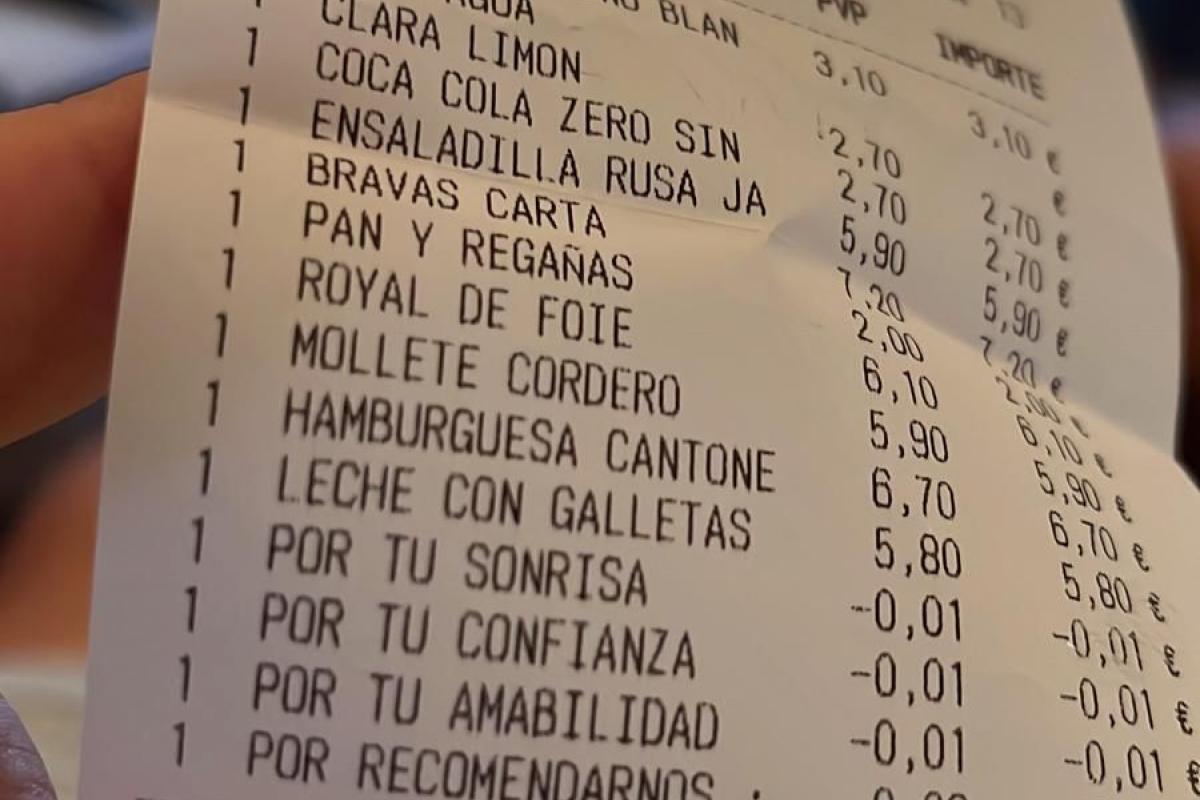 PVP IMPORTE
BLAN 3,10 3,10 €
AGUA €
1 CLARA LIMON 2,70 2,70 €
1 COCA COLA ZERO SIN 2,70 2,70 €
1 ENSALADILLA RUSA JA 5,90 5,90 €
1 BRAVAS CARTA 7,20 7,20 €
1 PAN Y REGAÑAS 2,00 2,00 €
1 ROYAL DE FOIE 6,10 6,10 €
1 MOLLETE CORDERO 5,90 5,90 €
1 HAMBURGUESA CANTONE 6,70 6,70 €
1 LECHE CON GALLETAS 5,80 5,80 €
1 POR TU SONRISA -0,01 -0,01 €
1 POR TU CONFIANZA -0,01 -0,01 €
1 POR TU AMABILIDAD -0,01 -0,01 €
1 POR RECOMENDARNOS